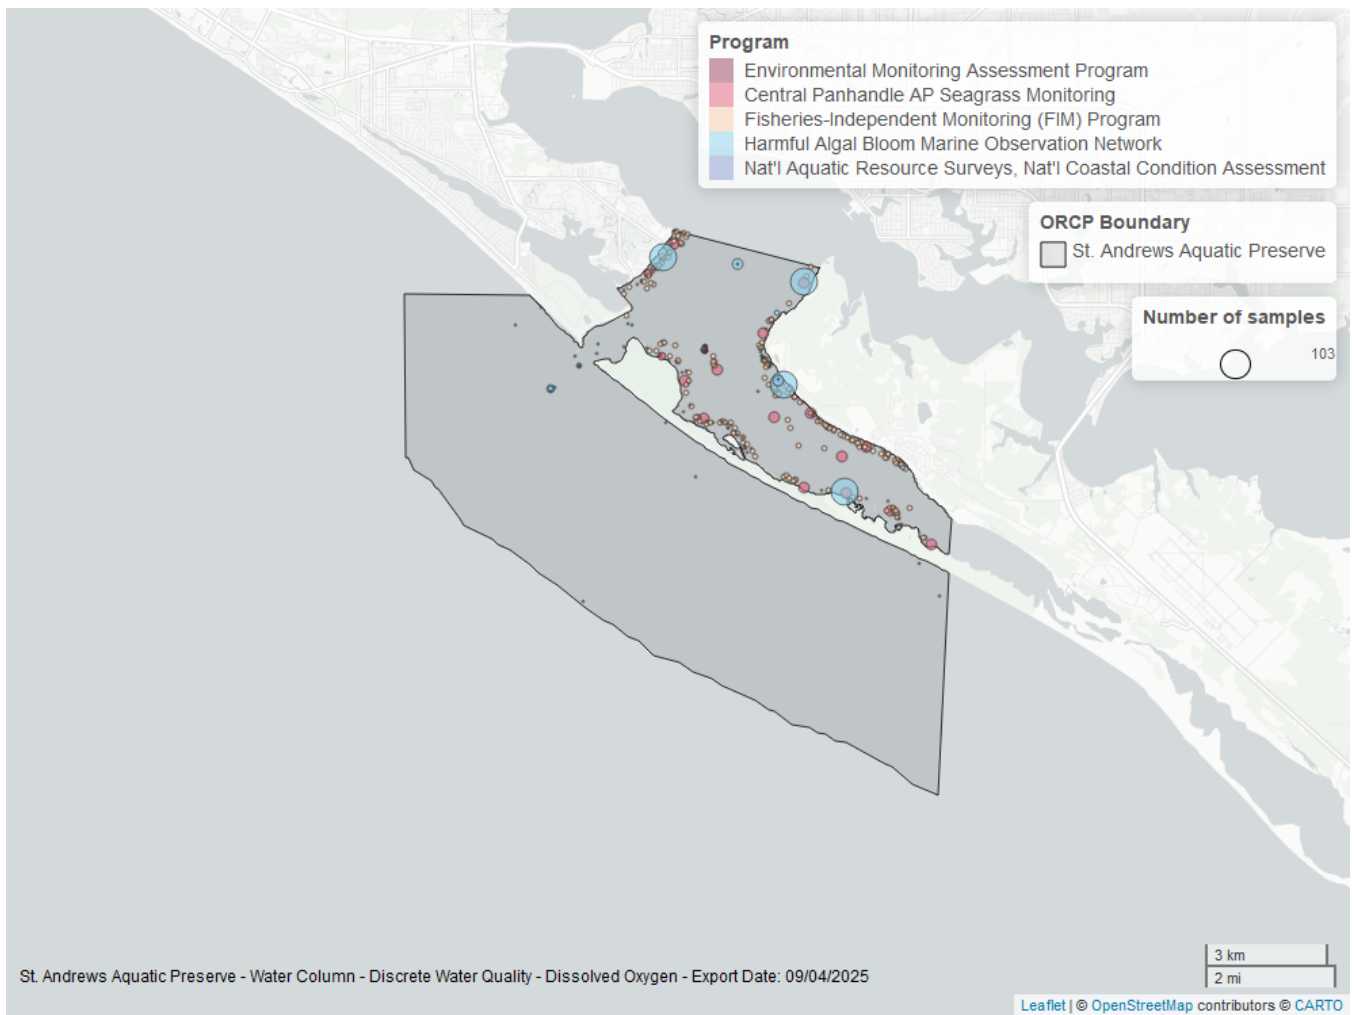 Program
Environmental Monitoring Assessment Program
Central Panhandle AP Seagrass Monitoring
Fisheries-Independent Monitoring (FIM) Program
Harmful Algal Bloom Marine Observation Network
Nat'l Aquatic Resource Surveys, Nat'l Coastal Condition Assessment
ORCP Boundary
St. Andrews Aquatic Preserve
Number of samples
103
3 km
2 mi
St. Andrews Aquatic Preserve - Water Column - Discrete Water Quality - Dissolved Oxygen - Export Date: 09/04/2025
Leaflet | © OpenStreetMap contributors © CARTO